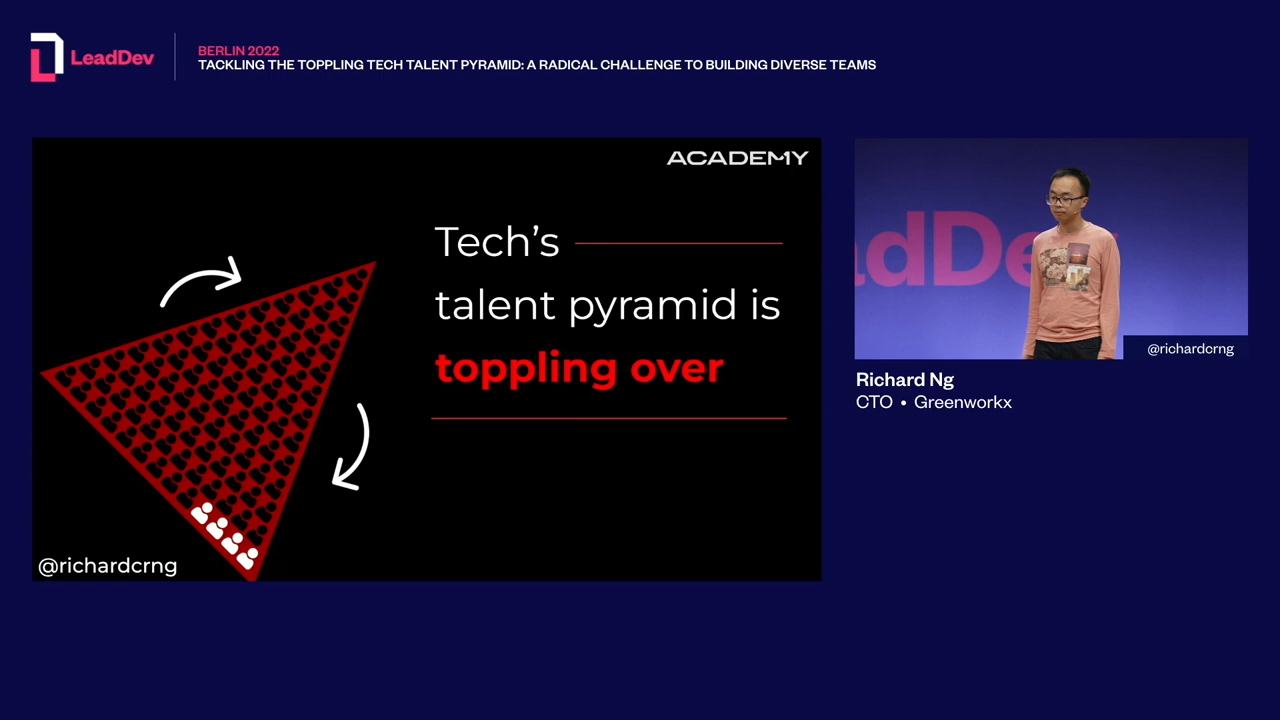 LeadDev
BERLIN 2022
TACKLING THE TOPPLING TECH TALENT PYRAMID: A RADICAL CHALLENGE TO BUILDING DIVERSE TEAMS
ACADEMY
Tech’s
talent pyramid is
toppling over
@richardcrng
adDe
@richardcrng
Richard Ng
CTO • Greenworkx